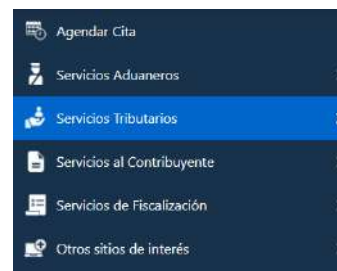 Agendar Cita
Servicios Aduaneros
Servicios Tributarios
Servicios al Contribuyente
Servicios de Fiscalización
Otros sitios de interés